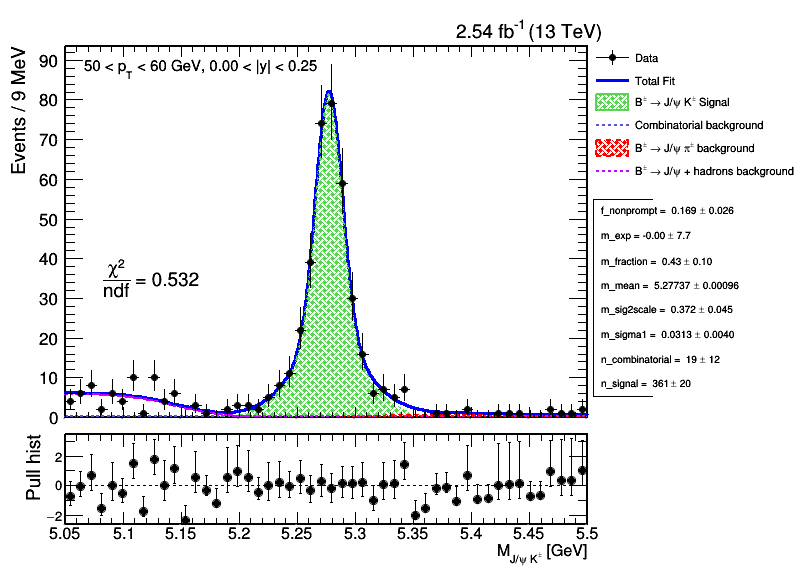 2.54 fb⁻¹ (13 TeV)
Events / 9 MeV
50 < p_T < 60 GeV, 0.00 < |y| < 0.25
90
80
70
60
50
40
30
20
10
0
χ²/ndf = 0.532
Data
Total Fit
B± → J/ψ K± Signal
Combinatorial background
B± → J/ψ π± background
B± → J/ψ + hadrons background
f_nonprompt = 0.169 ± 0.026
m_exp = -0.00 ± 7.7
m_fraction = 0.43 ± 0.10
m_mean = 5.27737 ± 0.00096
m_sig2scale = 0.372 ± 0.045
m_sigma1 = 0.0313 ± 0.0040
n_combinatorial = 19 ± 12
n_signal = 361 ± 20
Pull hist
2
0
−2
5.05 5.1 5.15 5.2 5.25 5.3 5.35 5.4 5.45 5.5
M_J/ψ K± [GeV]